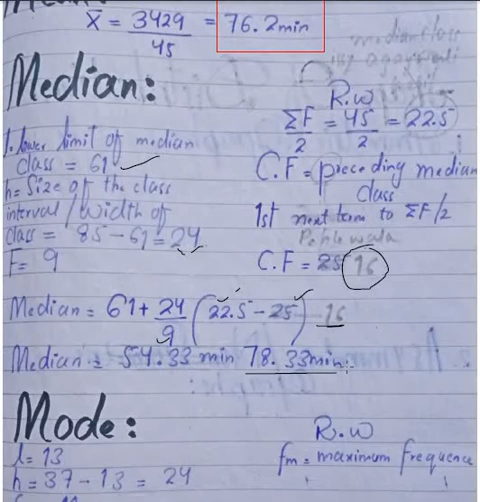 X̄ = 3429/45 = 76.2min
Median:
R.W
1. lower limit of median
class = 61
ΣF/2 = 45/2 = 22.5
h = Size of the class
interval / width of
class = 85 - 61 = 24
F = 9
C.F = preceding median
class
1st next term to ΣF/2
Pehle wala
C.F = 25 16
Median = 61 + 24/9 (22.5 - 25) 16
Median = 54.33 min 78.33min
Mode:
R.W
l = 13
h = 37 - 13 = 24
fm = maximum frequence